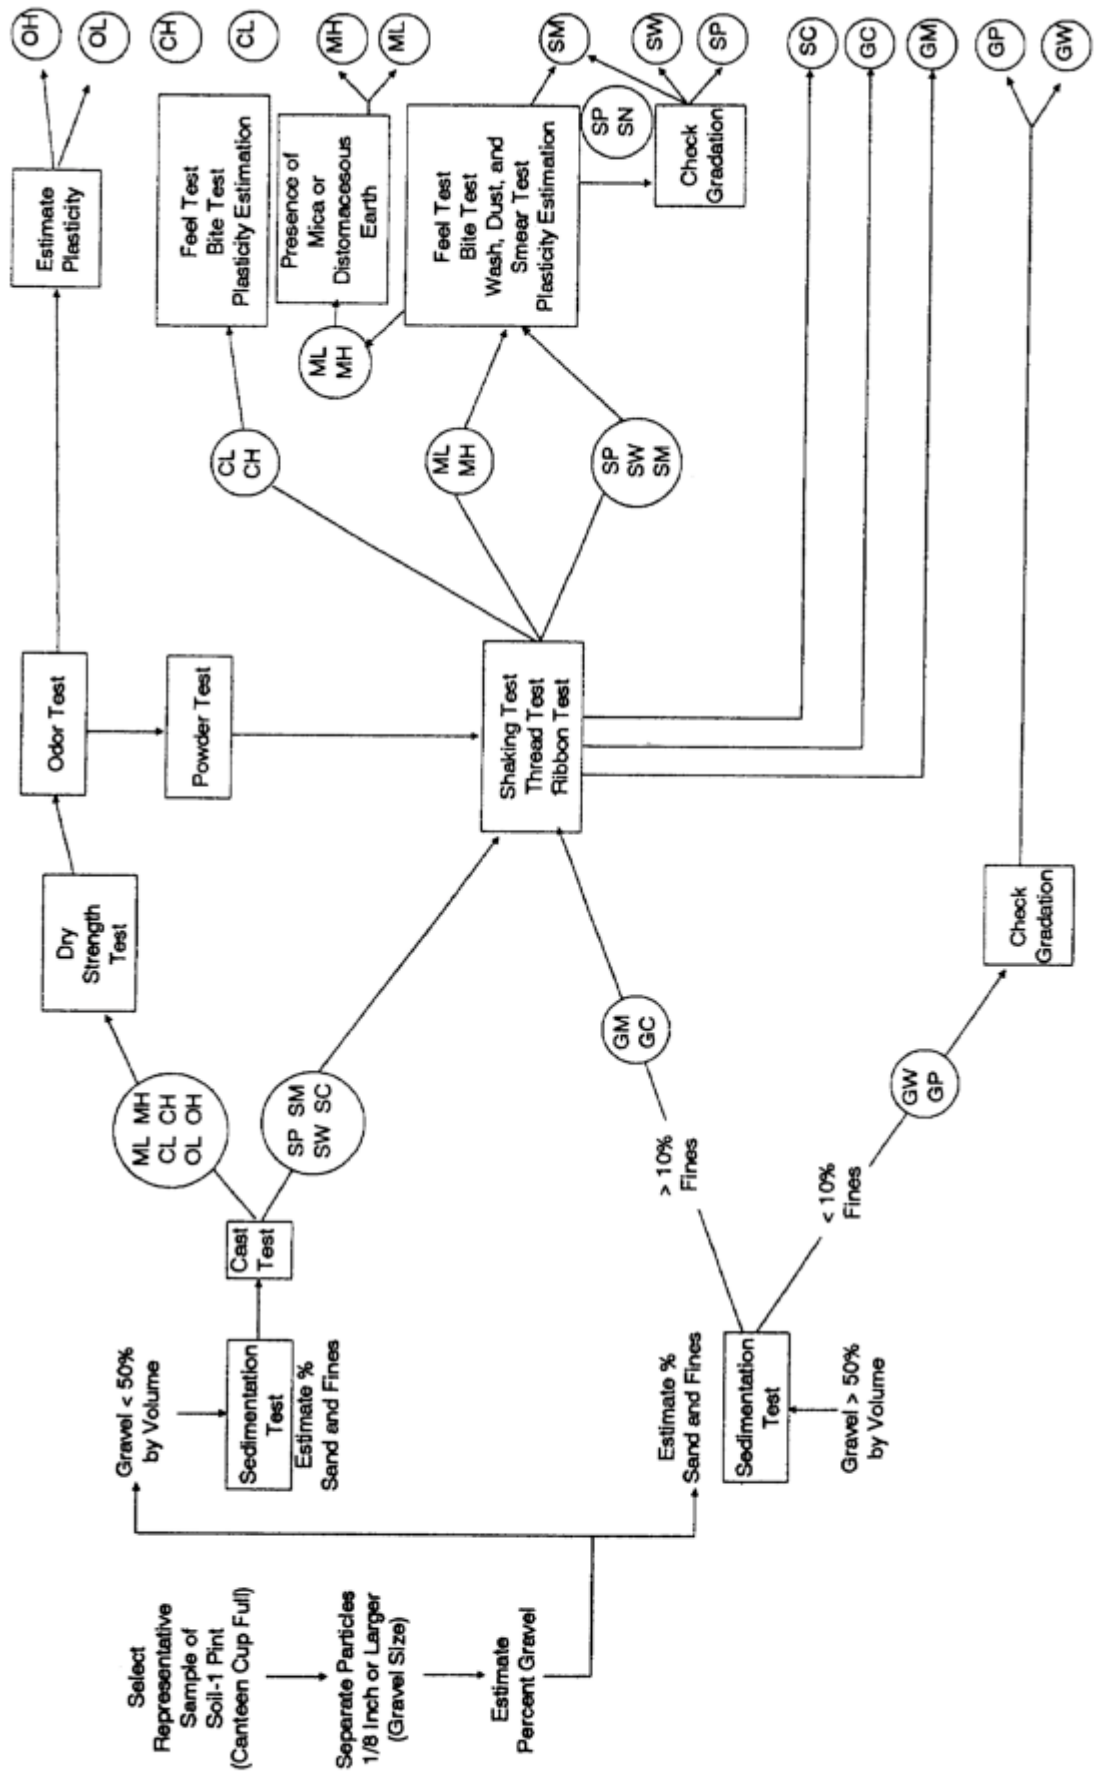 Select
Representative
Sample of
Soil-1 Pint
(Canteen Cup Full)
Separate Particles
1/8 Inch or Larger
(Gravel Size)
Estimate
Percent Gravel
Gravel < 50%
by Volume
Sedimentation
Test
Estimate %
Sand and Fines
Cast
Test
ML MH
CL CH
OL OH
SP SM
SW SC
Dry
Strength
Test
Odor Test
Powder Test
Estimate
Plasticity
OH
OL
Estimate %
Sand and Fines
Sedimentation
Test
Gravel > 50%
by Volume
> 10%
Fines
< 10%
Fines
GM
GC
GW
GP
Check
Gradation
Shaking Test
Thread Test
Ribbon Test
CL
CH
ML
MH
SP
SW
SM
Feel Test
Bite Test
Plasticity Estimation
CH
CL
ML
MH
Presence of
Mica or
Distomacesous
Earth
MH
ML
Feel Test
Bite Test
Wash, Dust, and
Smear Test
Plasticity Estimation
SP
SN
Check
Gradation
SM
SW
SP
SC
GC
GM
GP
GW